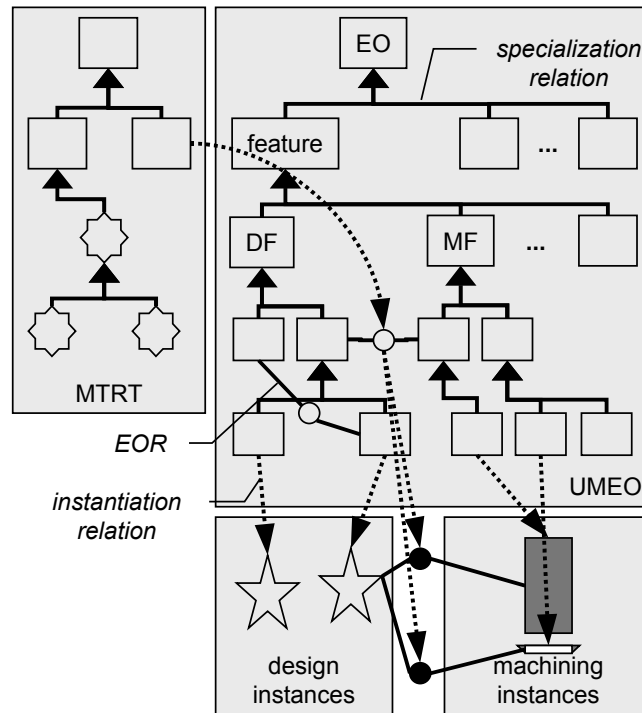 EO
specialization
relation
feature
...
DF
MF
...
MTRT
EOR
UMEO
instantiation
relation
design
instances
machining
instances